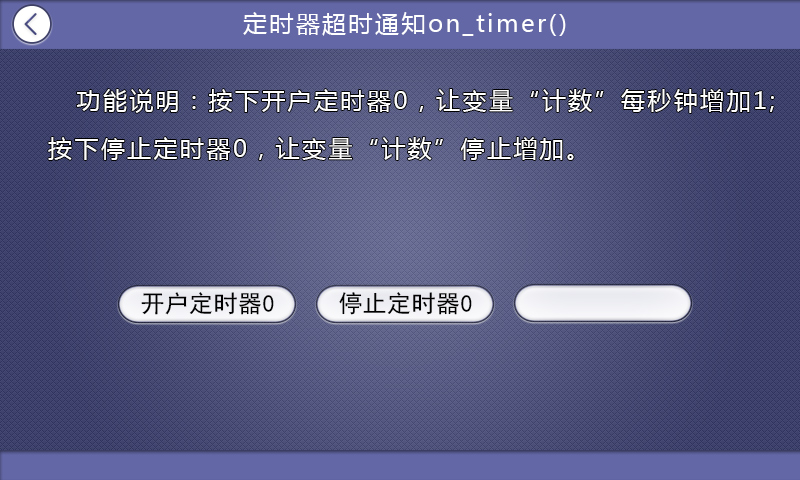 定时器超时通知on_timer()
功能说明：按下开户定时器0，让变量“计数”每秒钟增加1;
按下停止定时器0，让变量“计数”停止增加。
开户定时器0
停止定时器0